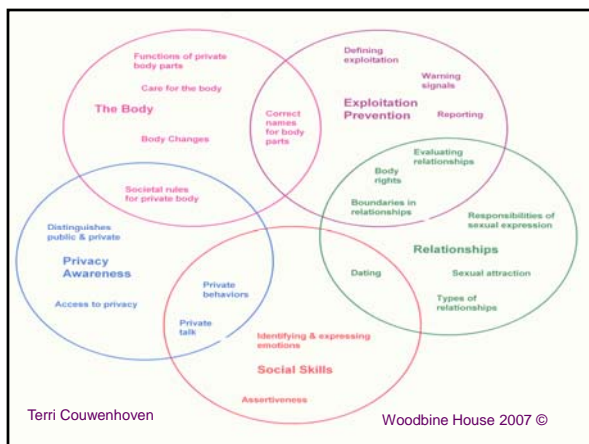 Functions of private
body parts
Care for the body
The Body
Body Changes
Societal rules
for private body
Correct
names
for body
parts
Defining
exploitation
Warning
signals
Exploitation
Prevention
Reporting
Evaluating
relationships
Body
rights
Boundaries in
relationships
Responsibilities of
sexual expression
Relationships
Dating
Sexual attraction
Types of
relationships
Distinguishes
public & private
Privacy
Awareness
Access to privacy
Private
behaviors
Private
talk
Identifying & expressing
emotions
Social Skills
Assertiveness
Terri Couwenhoven
Woodbine House 2007 ©